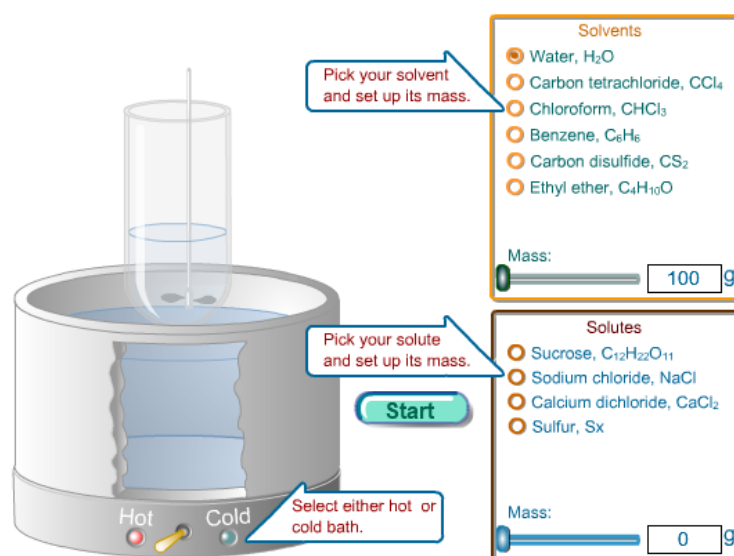 Solvents
Water, H₂O
Carbon tetrachloride, CCl₄
Chloroform, CHCl₃
Benzene, C₆H₆
Carbon disulfide, CS₂
Ethyl ether, C₄H₁₀O
Mass:
100 g
Pick your solvent
and set up its mass.
Pick your solute
and set up its mass.
Solutes
Sucrose, C₁₂H₂₂O₁₁
Sodium chloride, NaCl
Calcium dichloride, CaCl₂
Sulfur, Sx
Mass:
0 g
Start
Select either hot or
cold bath.
Hot
Cold